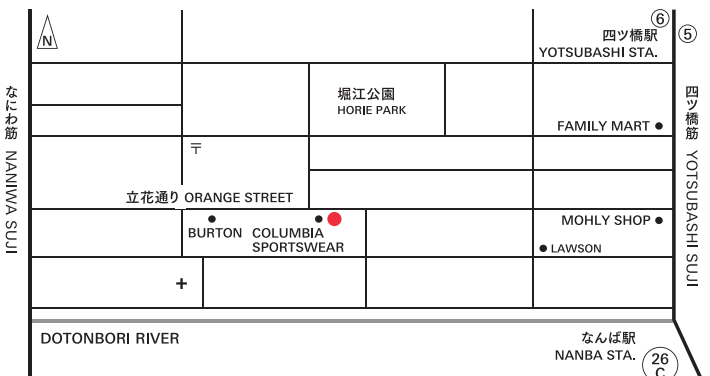 N
⑥
⑤
四ツ橋駅
YOTSUBASHI STA.
なにわ筋 NANIWA SUJI
堀江公園
HORIE PARK
四ツ橋筋 YOTSUBASHI SUJI
FAMILY MART
〒
立花通り ORANGE STREET
BURTON
COLUMBIA
SPORTSWEAR
MOHLY SHOP
LAWSON
DOTONBORI RIVER
なんば駅
NANBA STA.
26
C